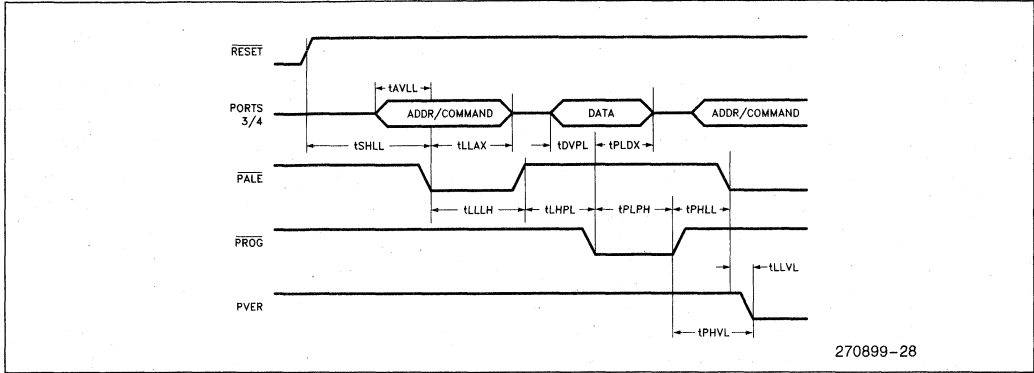 RESET
tAVLL
PORTS
3/4
ADDR/COMMAND
DATA
ADDR/COMMAND
tSHLL
tLLAX
tDVPL
tPLDX
PALE
tLLLH
tLHPL
tPLPH
tPHLL
PROG
tLLVL
PVER
tPHVL
270899-28